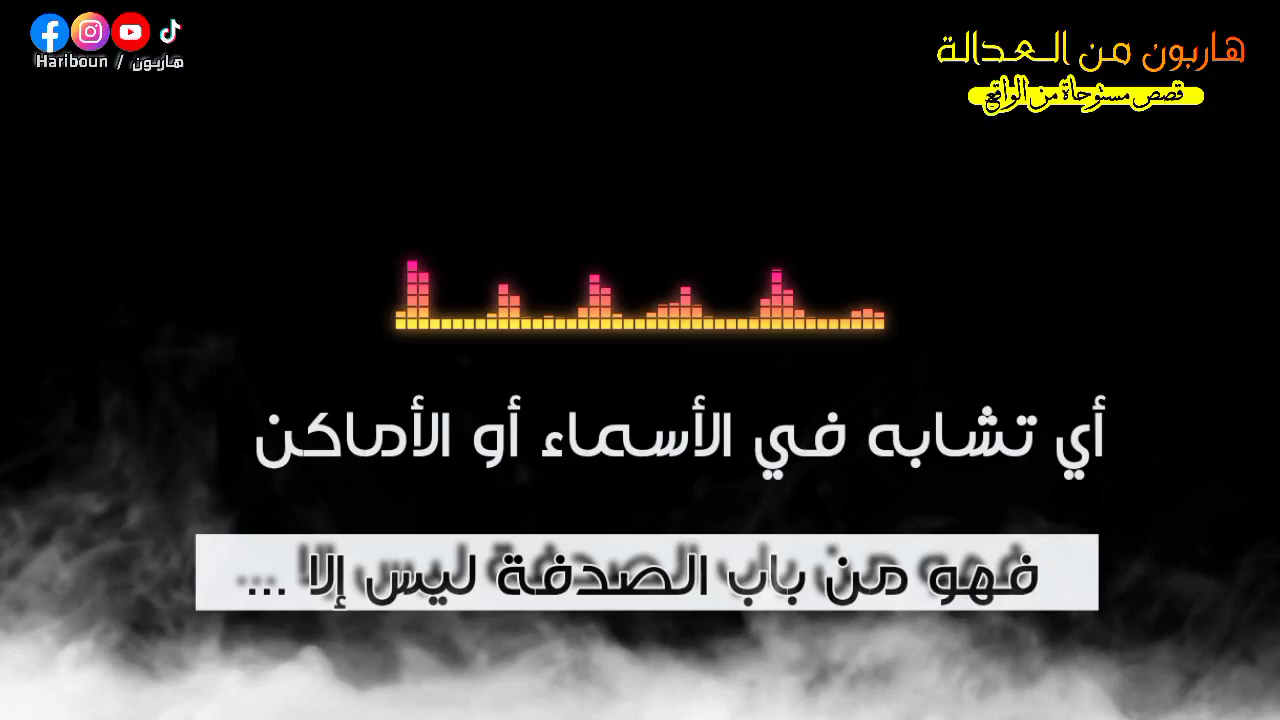 هاربون من العدالة
قصص مستوحاة من الواقع
Hariboun / هاربون
أي تشابه في الأسماء أو الأماكن
فهو من باب الصدفة ليس إلا ...